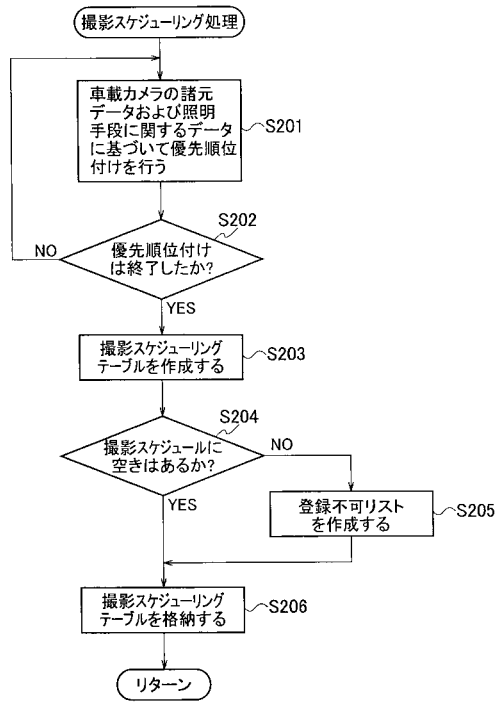 撮影スケジューリング処理
車載カメラの諸元
データおよび照明
手段に関するデータ
に基づいて優先順位
付けを行う
S201
S202
優先順位付け
は終了したか?
NO
YES
撮影スケジューリング
テーブルを作成する
S203
S204
撮影スケジュールに
空きはあるか?
NO
YES
登録不可リスト
を作成する
S205
撮影スケジューリング
テーブルを格納する
S206
リターン